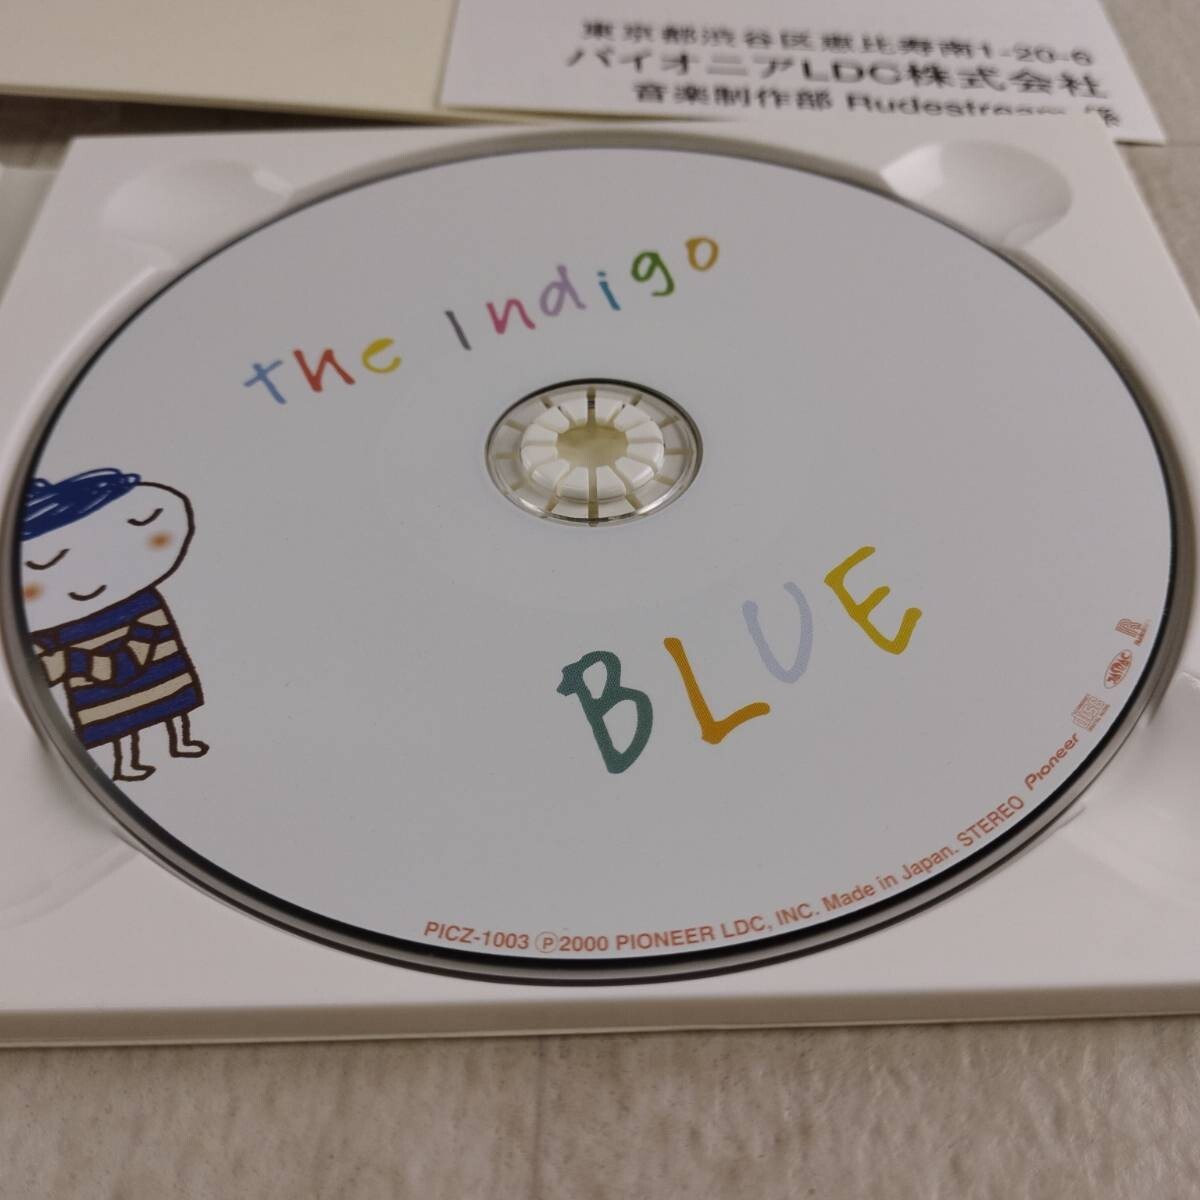 東京都渋谷区恵比寿南1-20-6
パイオニアLDC株式会社
音楽制作部 Rudestream 係
the Indigo
BLUE
PICZ-1003 Ⓟ2000 PIONEER LDC, INC. Made in Japan. STEREO Pioneer
disc
R